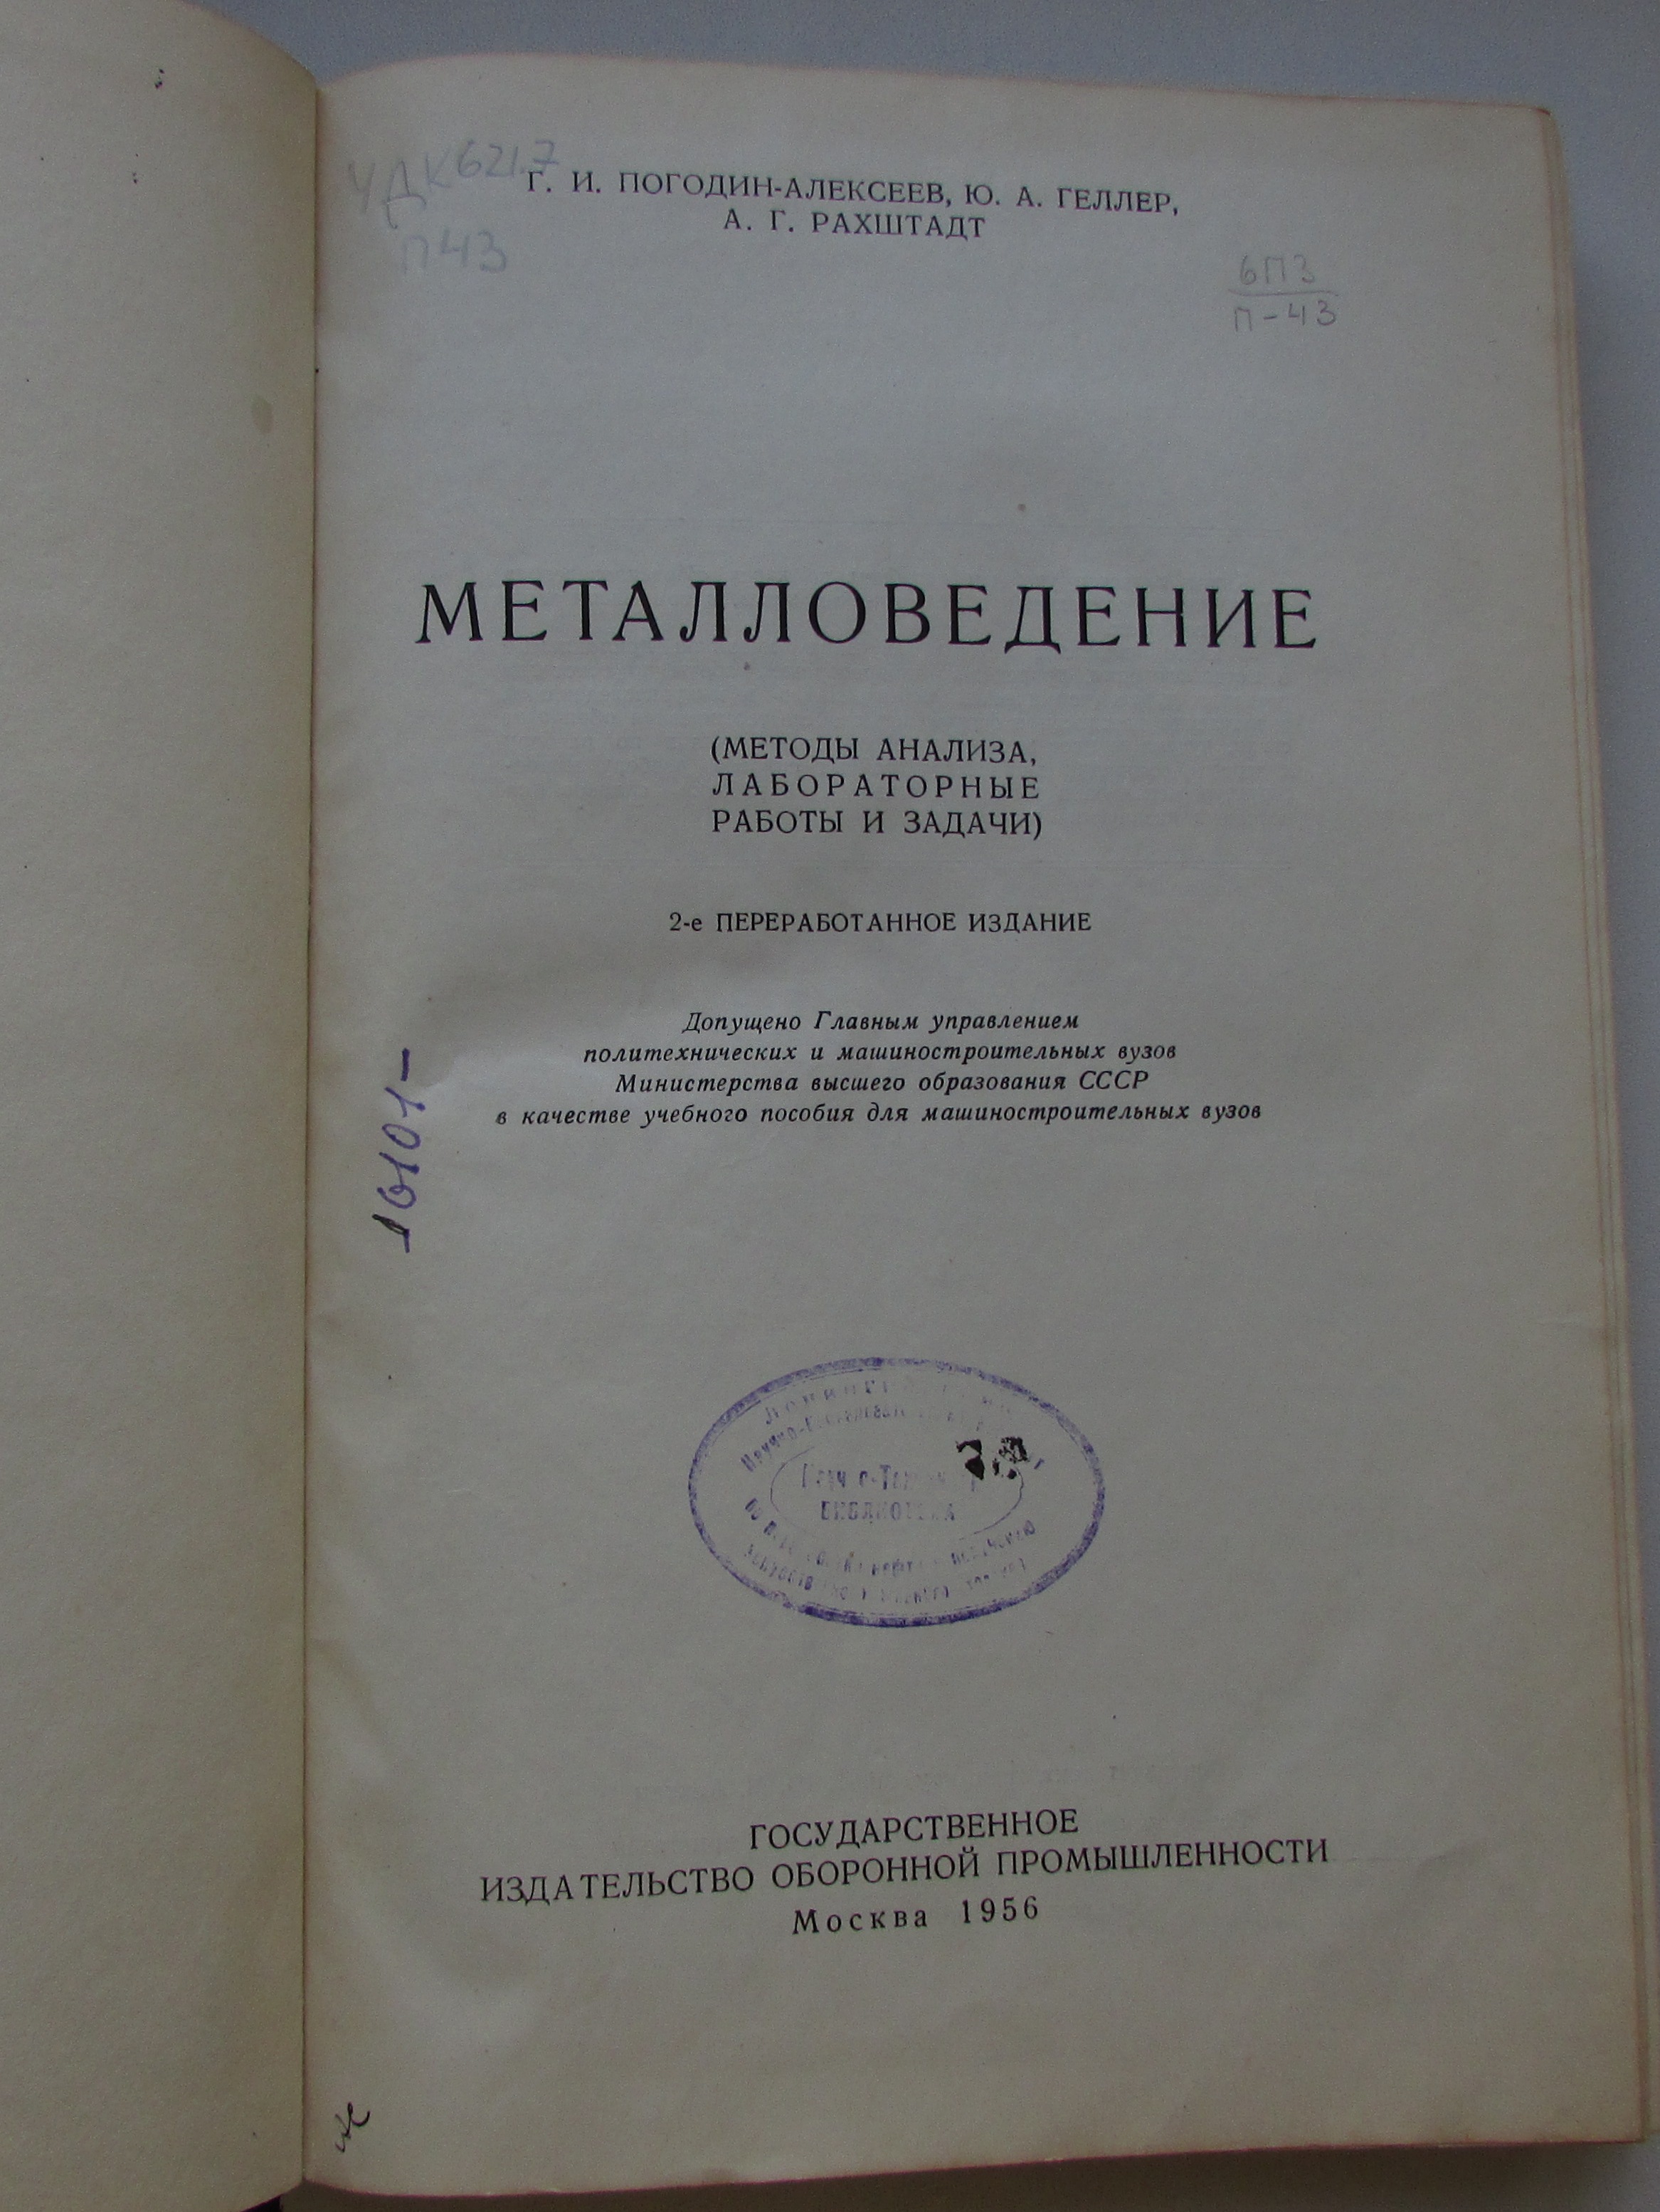 УДК 621.7
П43
Г. И. ПОГОДИН-АЛЕКСЕЕВ, Ю. А. ГЕЛЛЕР,
А. Г. РАХШТАДТ
6П3
П-43
МЕТАЛЛОВЕДЕНИЕ
(МЕТОДЫ АНАЛИЗА,
ЛАБОРАТОРНЫЕ
РАБОТЫ И ЗАДАЧИ)
2-е ПЕРЕРАБОТАННОЕ ИЗДАНИЕ
Допущено Главным управлением
политехнических и машиностроительных вузов
Министерства высшего образования СССР
в качестве учебного пособия для машиностроительных вузов
БИБЛИОТЕКА
ГОСУДАРСТВЕННОЕ
ИЗДАТЕЛЬСТВО ОБОРОННОЙ ПРОМЫШЛЕННОСТИ
Москва 1956